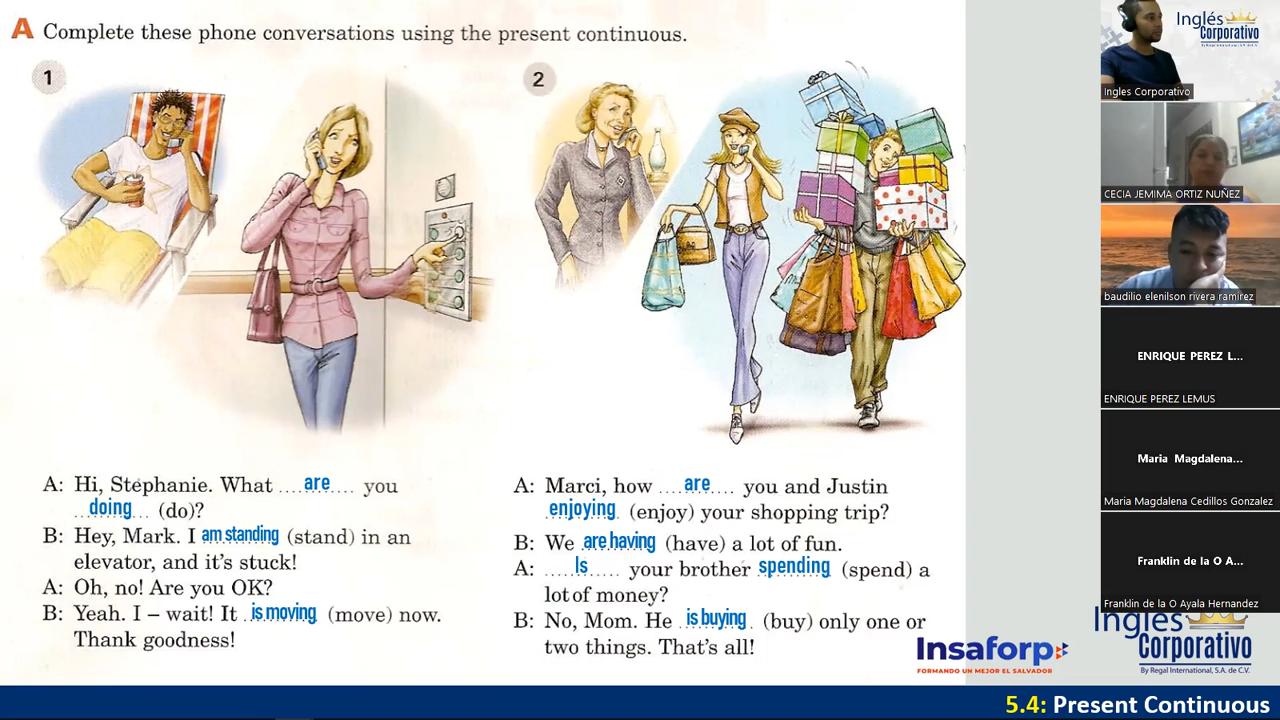 A Complete these phone conversations using the present continuous.
1
A: Hi, Stephanie. What ....are.... you
....doing.... (do)?
B: Hey, Mark. I am standing (stand) in an
elevator, and it's stuck!
A: Oh, no! Are you OK?
B: Yeah. I – wait! It is moving (move) now.
Thank goodness!
2
A: Marci, how ....are.... you and Justin
enjoying (enjoy) your shopping trip?
B: We are having (have) a lot of fun.
A: ....Is.... your brother spending (spend) a
lot of money?
B: No, Mom. He is buying (buy) only one or
two things. That's all!
Insaforp
FORMANDO UN MEJOR EL SALVADOR
Inglés
Corporativo
By Regal International, S.A. de C.V.
5.4: Present Continuous
Inglés
Corporativo
By Regal International, S.A. de C.V.
Ingles Corporativo
CECIA JEMIMA ORTIZ NUÑEZ
baudilio elenilson rivera ramirez
ENRIQUE PEREZ L...
ENRIQUE PEREZ LEMUS
Maria Magdalena...
Maria Magdalena Cedillos Gonzalez
Franklin de la O A...
Franklin de la O Ayala Hernandez